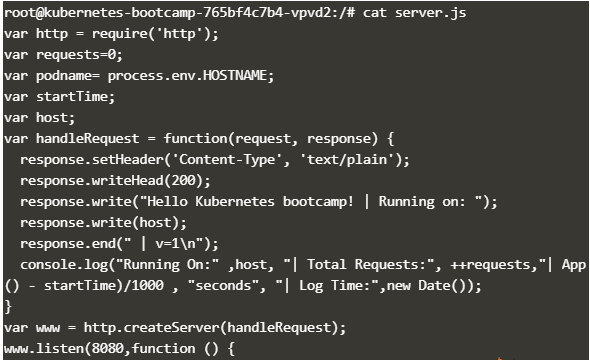 root@kubernetes-bootcamp-765bf4c7b4-vpvd2:/# cat server.js
var http = require('http');
var requests=0;
var podname= process.env.HOSTNAME;
var startTime;
var host;
var handleRequest = function(request, response) {
  response.setHeader('Content-Type', 'text/plain');
  response.writeHead(200);
  response.write("Hello Kubernetes bootcamp! | Running on: ");
  response.write(host);
  response.end(" | v=1\n");
  console.log("Running On:" ,host, "| Total Requests:", ++requests,"| App
() - startTime)/1000 , "seconds", "| Log Time:",new Date());
}
var www = http.createServer(handleRequest);
www.listen(8080,function () {